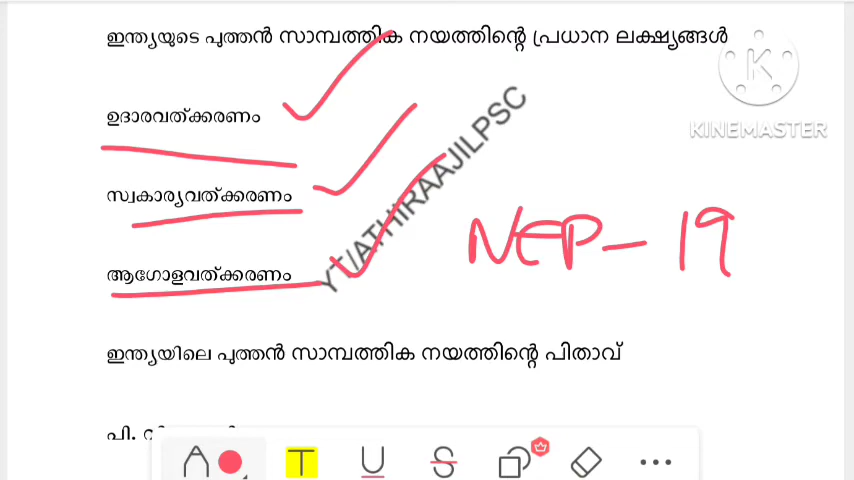 ഇന്ത്യയുടെ പുത്തൻ സാമ്പത്തിക നയത്തിന്റെ പ്രധാന ലക്ഷ്യങ്ങൾ
KINEMASTER
ഉദാരവത്ക്കരണം
സ്വകാര്യവത്ക്കരണം
YT/ATHIRAAJILPSC
NEP - 19
ആഗോളവത്ക്കരണം
ഇന്ത്യയിലെ പുത്തൻ സാമ്പത്തിക നയത്തിന്റെ പിതാവ്
പി.